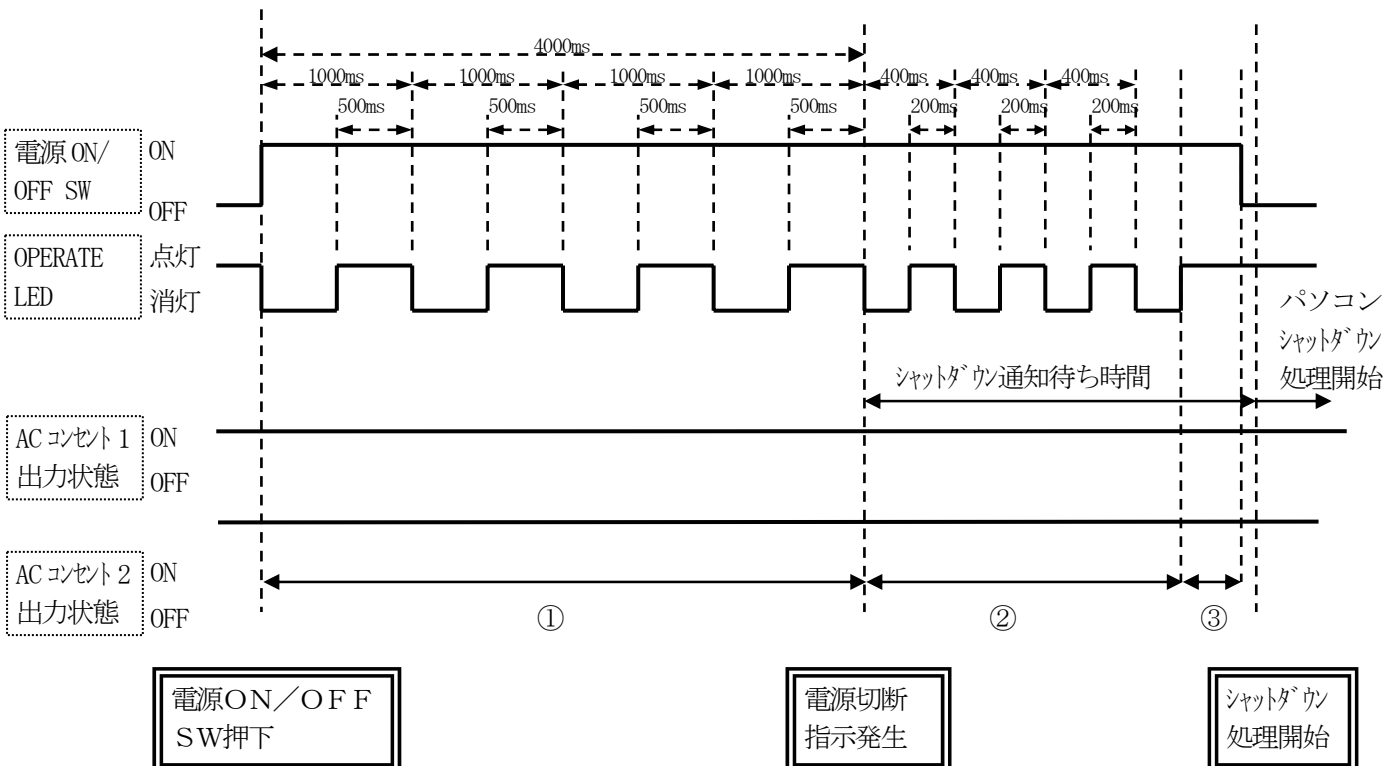 4000ms
1000ms 1000ms 1000ms 1000ms 400ms 400ms 400ms
500ms 500ms 500ms 500ms 200ms 200ms 200ms
電源ON/
OFF SW
ON
OFF
OPERATE
LED
点灯
消灯
パソコン
シャットダウン
処理開始
シャットダウン通知待ち時間
ACコンセント1
出力状態
ON
OFF
ACコンセント2
出力状態
ON
OFF
① ② ③
電源ON／OFF
SW押下
電源切断
指示発生
シャットダウン
処理開始